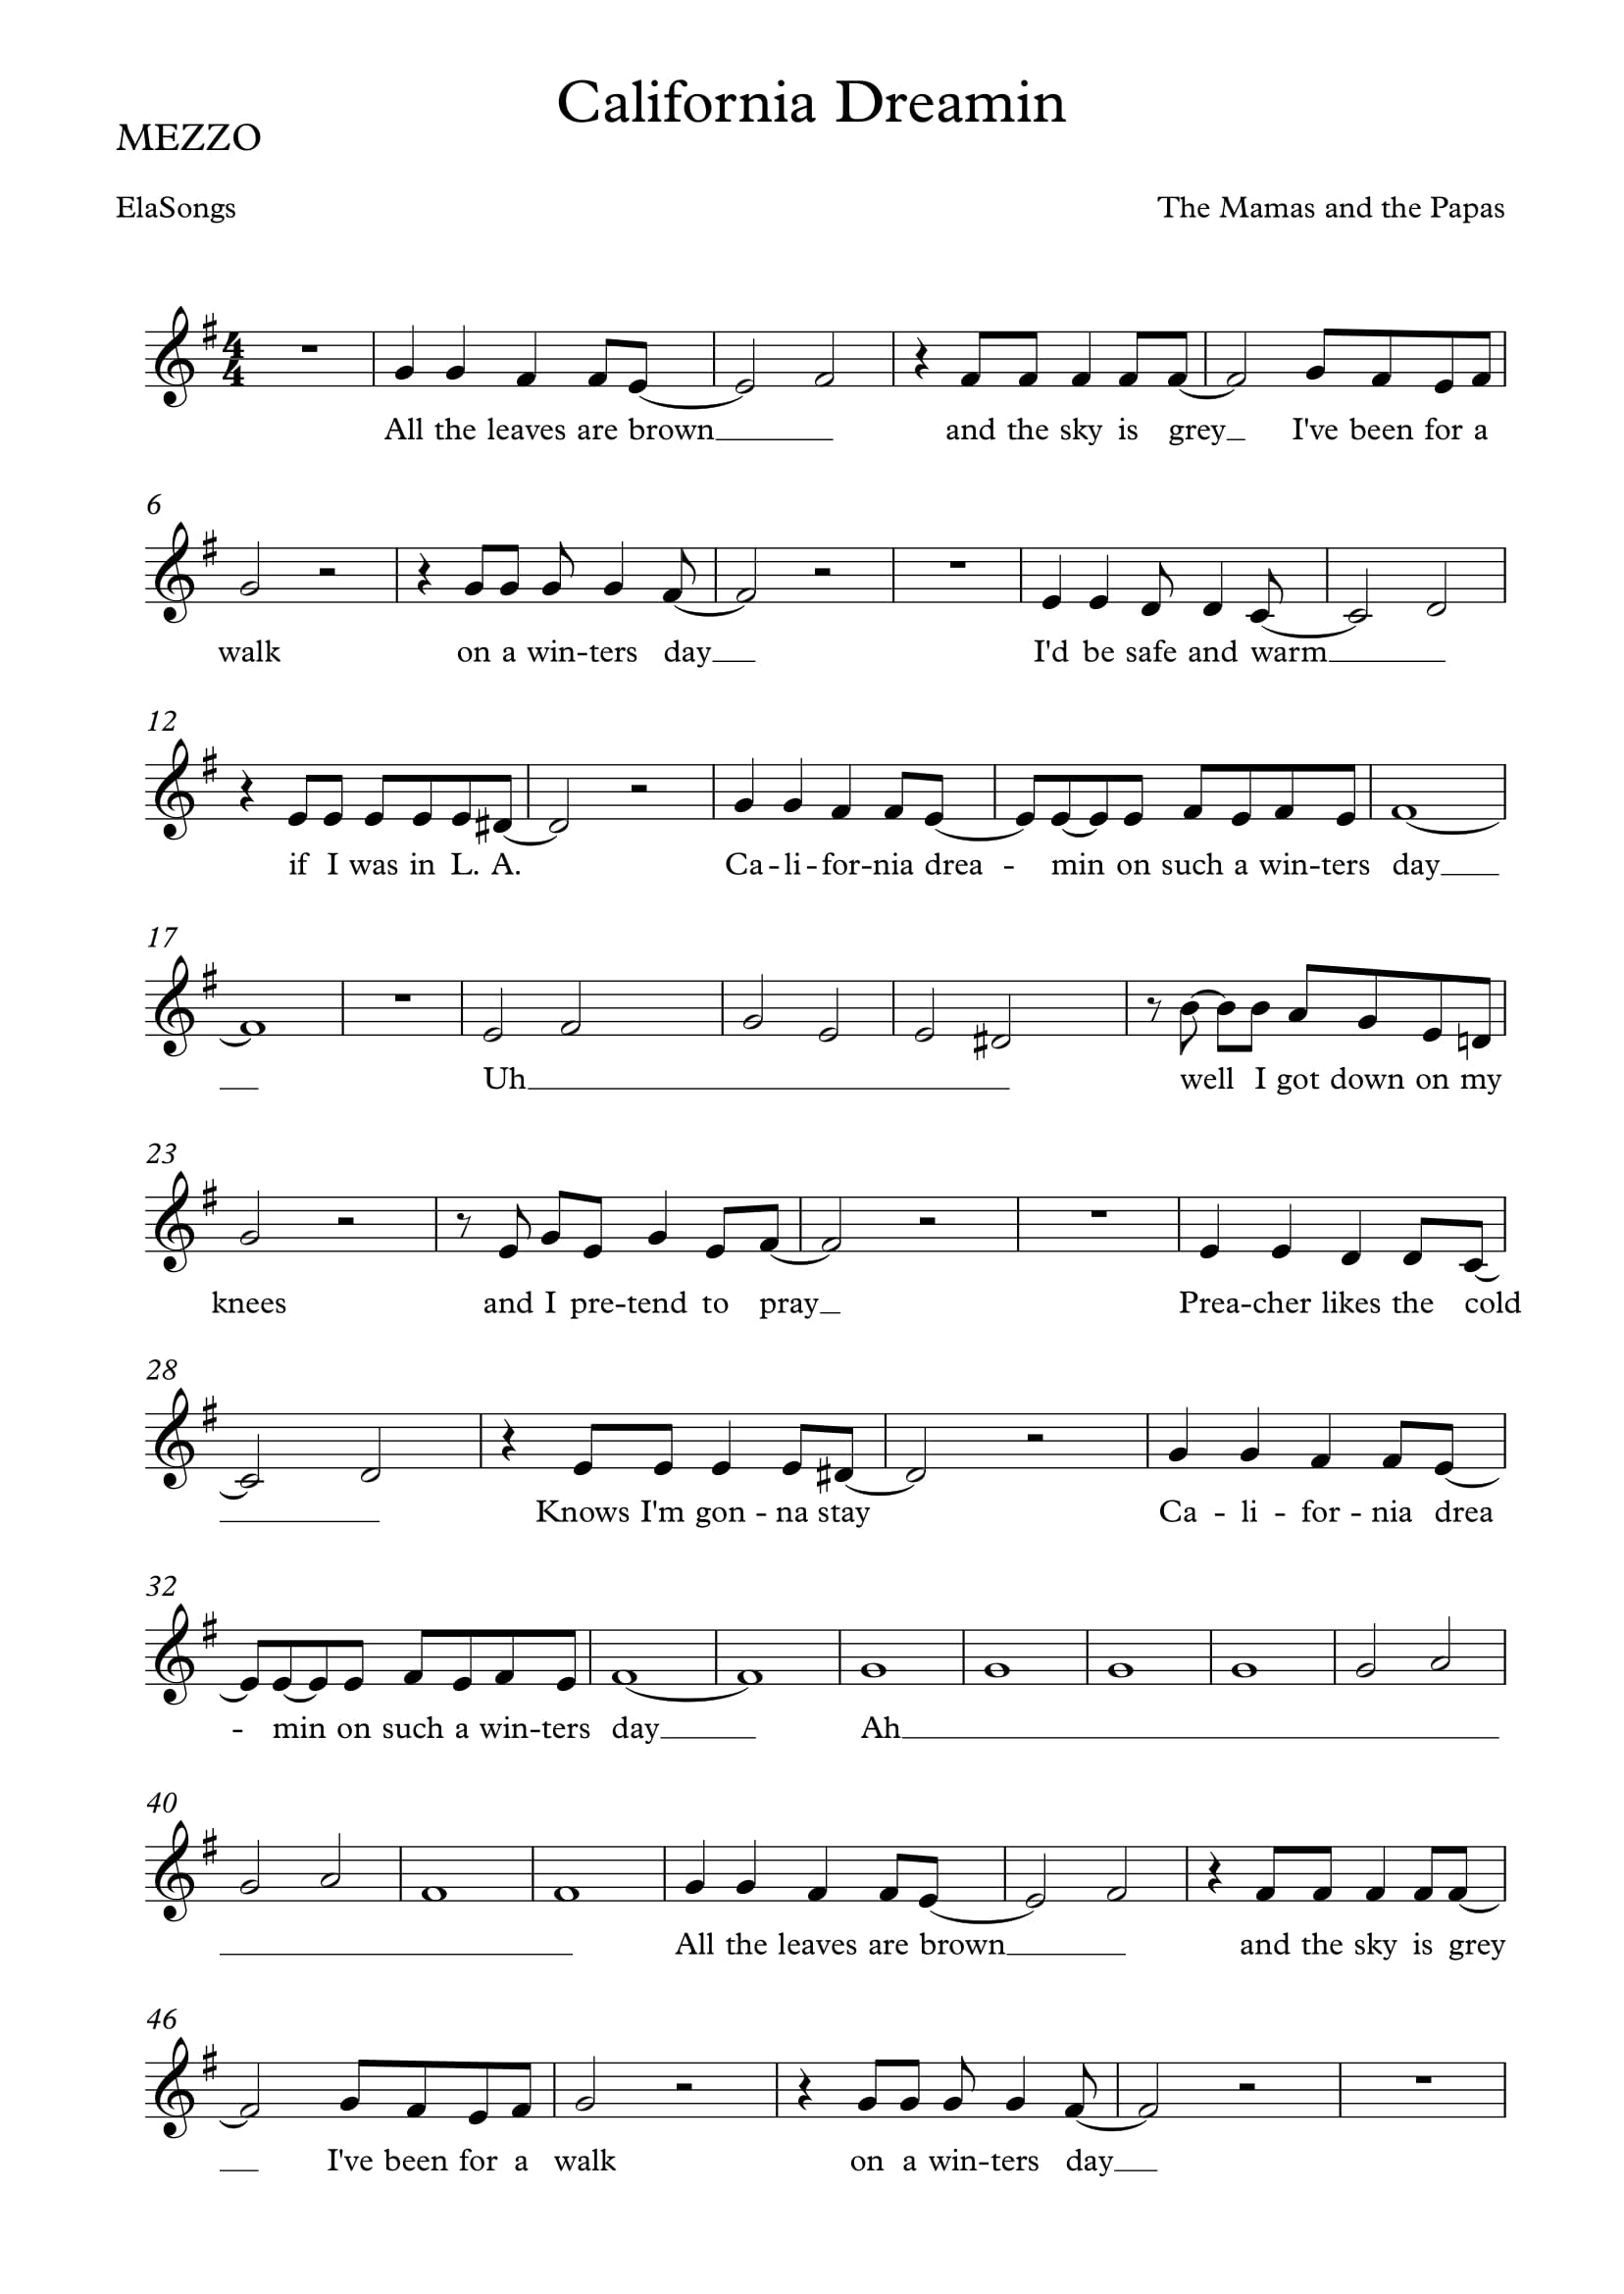 California Dreamin
MEZZO
ElaSongs
The Mamas and the Papas
All the leaves are brown and the sky is grey I've been for a
6
walk on a win-ters day I'd be safe and warm
12
if I was in L. A. Ca-li-for-nia drea - min on such a win-ters day
17
Uh well I got down on my
23
knees and I pre-tend to pray Prea-cher likes the cold
28
Knows I'm gon - na stay Ca - li - for - nia drea
32
- min on such a win-ters day Ah
40
All the leaves are brown and the sky is grey
46
I've been for a walk on a win-ters day